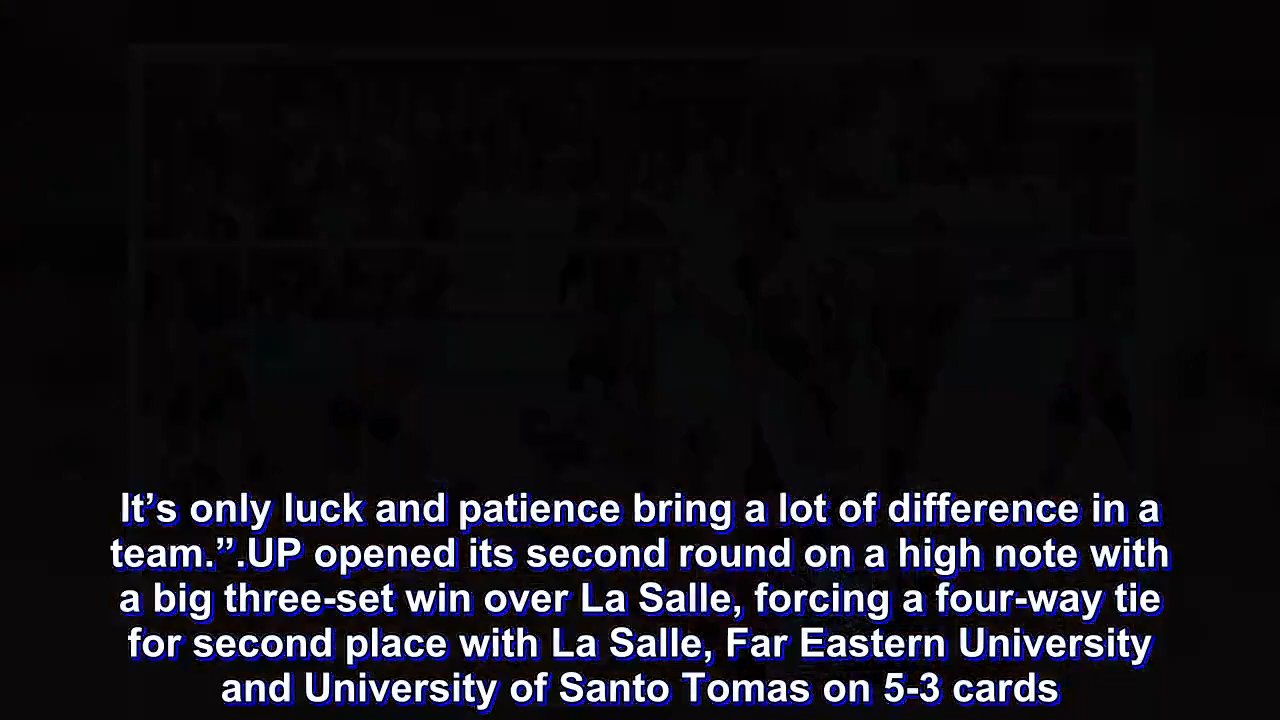 It’s only luck and patience bring a lot of difference in a
team.”.UP opened its second round on a high note with
a big three-set win over La Salle, forcing a four-way tie
for second place with La Salle, Far Eastern University
and University of Santo Tomas on 5-3 cards